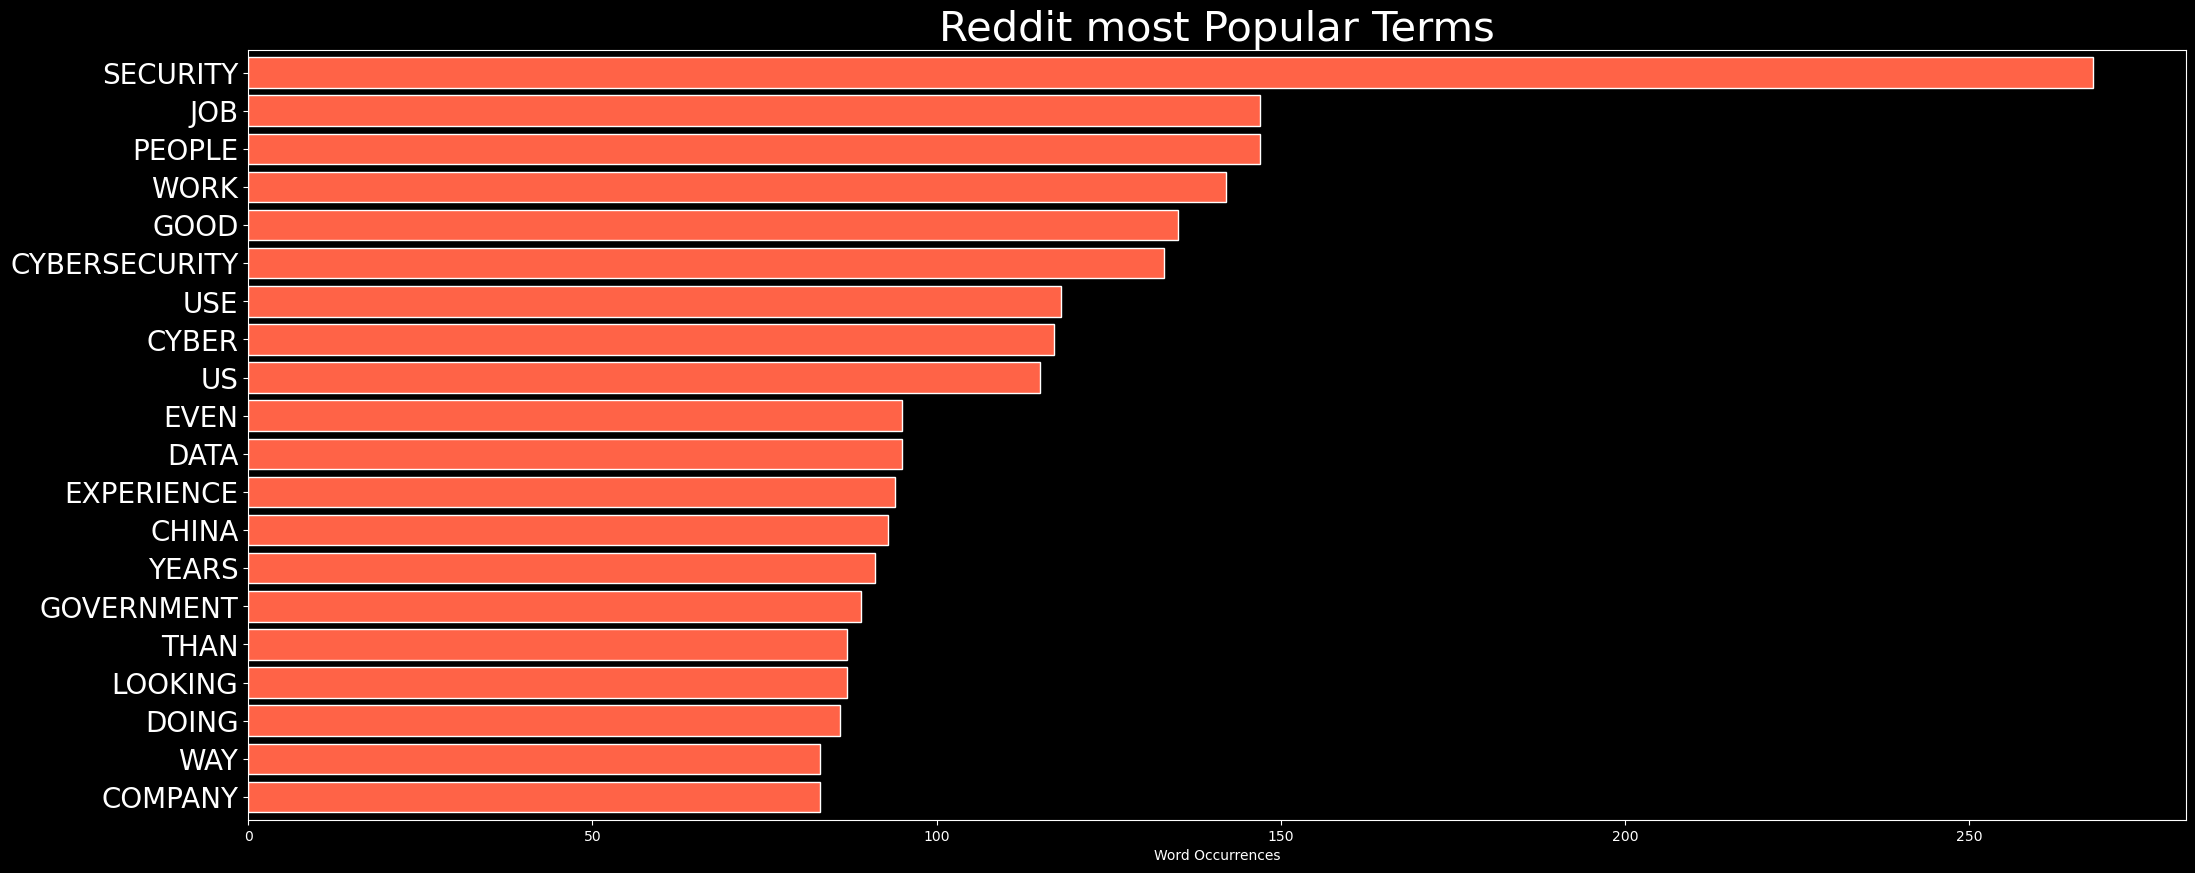 Reddit most Popular Terms
SECURITY
JOB
PEOPLE
WORK
GOOD
CYBERSECURITY
USE
CYBER
US
EVEN
DATA
EXPERIENCE
CHINA
YEARS
GOVERNMENT
THAN
LOOKING
DOING
WAY
COMPANY
0 50 100 150 200 250
Word Occurrences